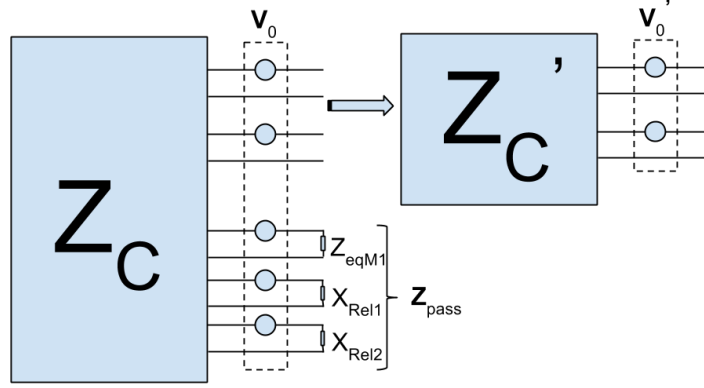 V0
V0'
ZC
ZC'
ZeqM1
XRel1
Zpass
XRel2